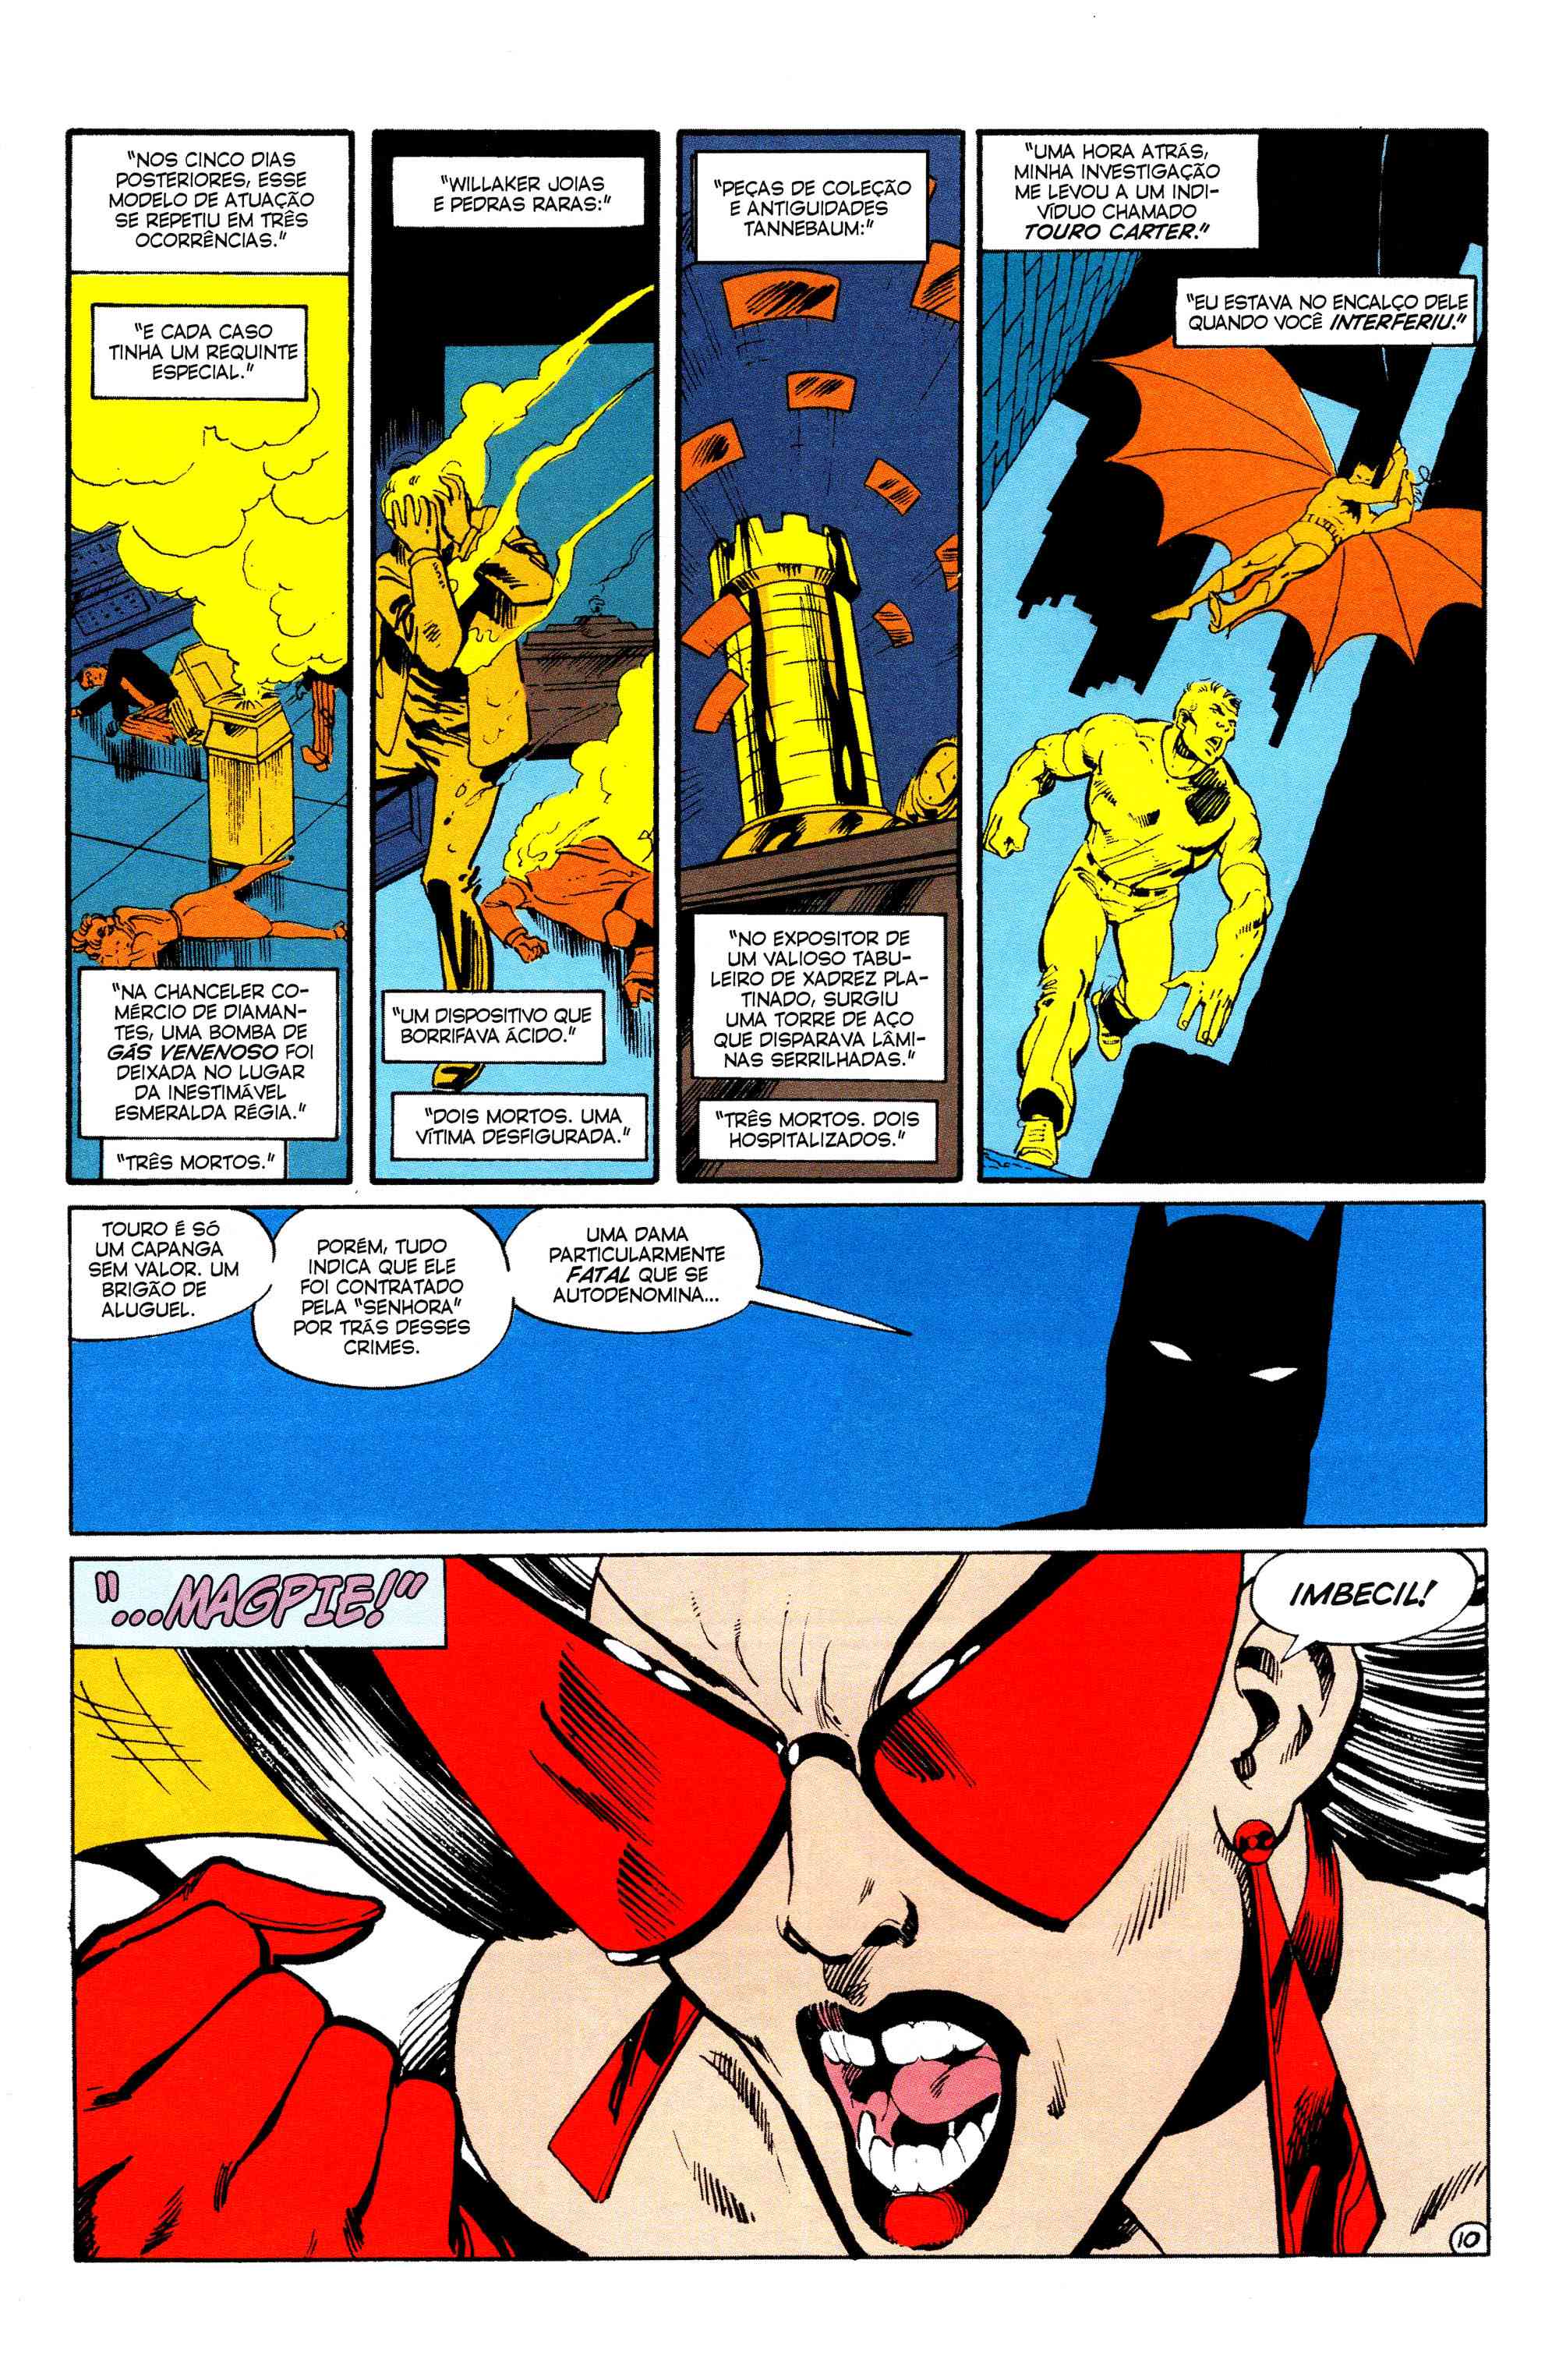 "NOS CINCO DIAS
POSTERIORES, ESSE
MODELO DE ATUAÇÃO
SE REPETIU EM TRÊS
OCORRÊNCIAS."
"E CADA CASO
TINHA UM REQUINTE
ESPECIAL."
"NA CHANCELER CO-
MÉRCIO DE DIAMAN-
TES, UMA BOMBA DE
GÁS VENENOSO FOI
DEIXADA NO LUGAR
DA INESTIMÁVEL
ESMERALDA RÉGIA."
"TRÊS MORTOS."
"WILLAKER JOIAS
E PEDRAS RARAS:"
"UM DISPOSITIVO QUE
BORRIFAVA ÁCIDO."
"DOIS MORTOS. UMA
VÍTIMA DESFIGURADA."
"PEÇAS DE COLEÇÃO
E ANTIGUIDADES
TANNEBAUM:"
"NO EXPOSITOR DE
UM VALIOSO TABU-
LEIRO DE XADREZ PLA-
TINADO, SURGIU
UMA TORRE DE AÇO
QUE DISPARAVA LÂMI-
NAS SERRILHADAS."
"TRÊS MORTOS. DOIS
HOSPITALIZADOS."
"UMA HORA ATRÁS,
MINHA INVESTIGAÇÃO
ME LEVOU A UM INDI-
VÍDUO CHAMADO
TOURO CARTER."
"EU ESTAVA NO ENCALÇO DELE
QUANDO VOCÊ INTERFERIU."
TOURO É SÓ
UM CAPANGA
SEM VALOR. UM
BRIGÃO DE
ALUGUEL.
PORÉM, TUDO
INDICA QUE ELE
FOI CONTRATADO
PELA "SENHORA"
POR TRÁS DESSES
CRIMES.
UMA DAMA
PARTICULARMENTE
FATAL QUE SE
AUTODENOMINA...
"...MAGPIE!"
IMBECIL!
10